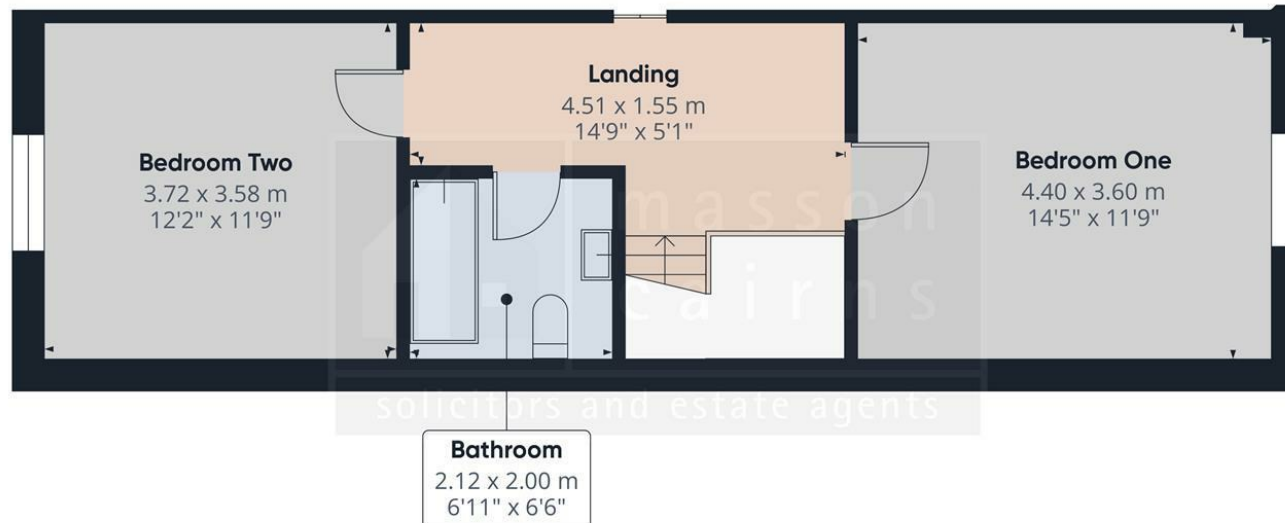 Landing
4.51 x 1.55 m
14'9" x 5'1"
Bedroom Two
3.72 x 3.58 m
12'2" x 11'9"
Bedroom One
4.40 x 3.60 m
14'5" x 11'9"
masson
cairns
solicitors and estate agents
Bathroom
2.12 x 2.00 m
6'11" x 6'6"